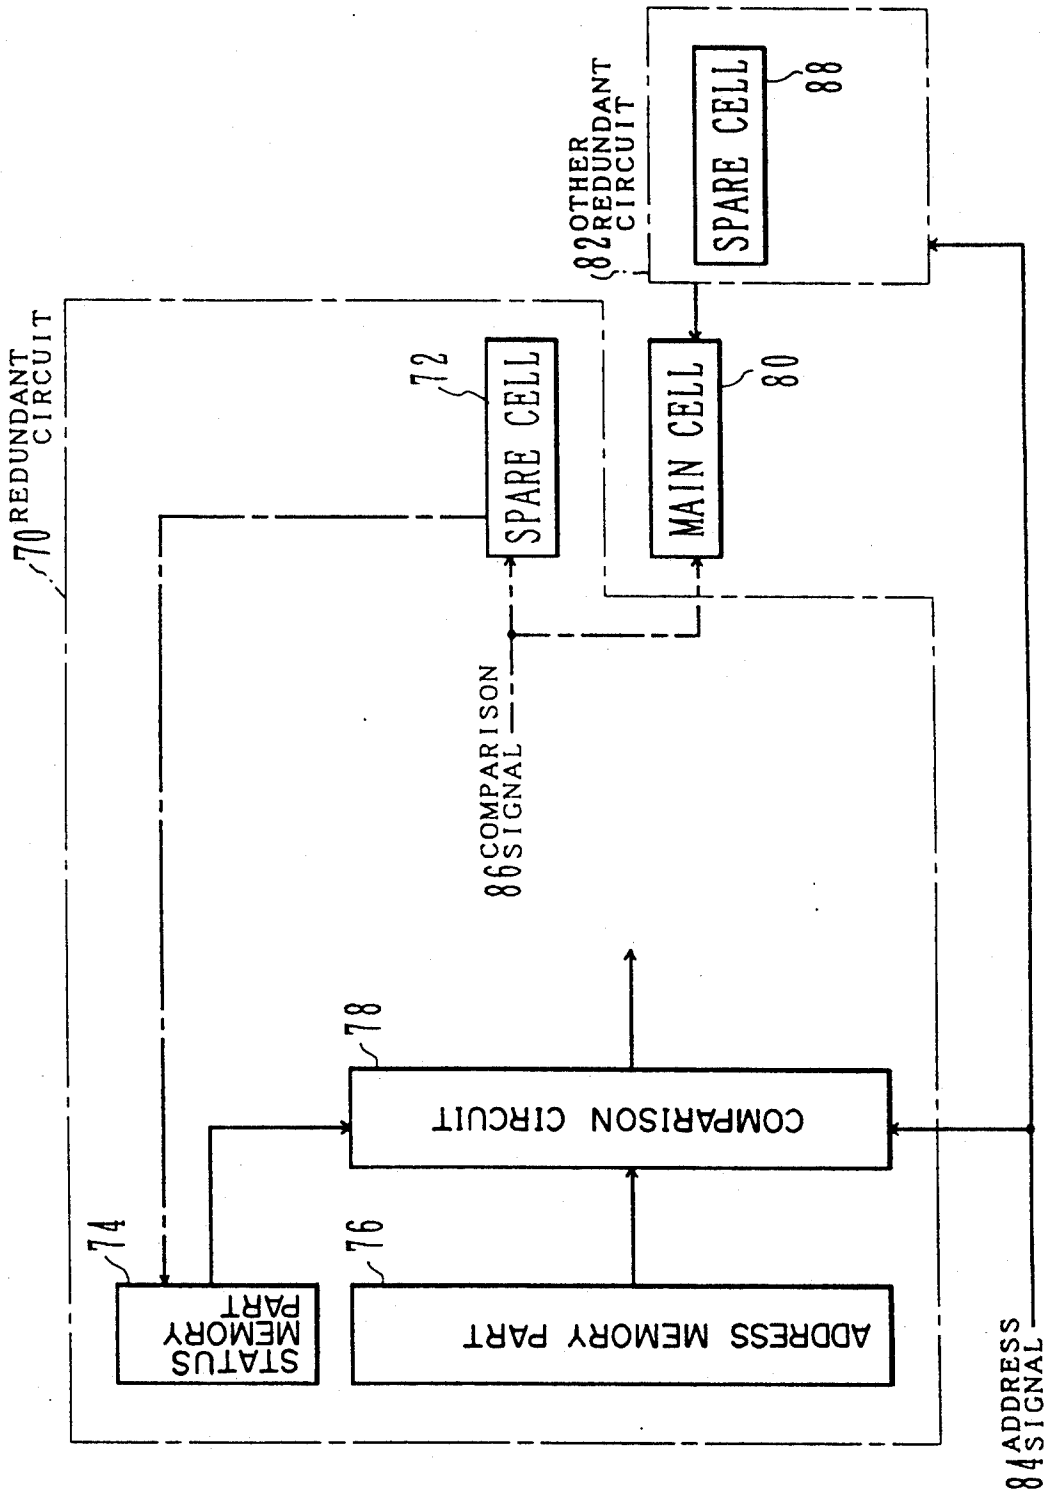 70 REDUNDANT
CIRCUIT
74
STATUS
MEMORY
PART
76
ADDRESS MEMORY PART
78
COMPARISON CIRCUIT
86 COMPARISON
SIGNAL
72
SPARE CELL
MAIN CELL
80
82 OTHER
REDUNDANT
CIRCUIT
SPARE CELL
88
84 ADDRESS
SIGNAL